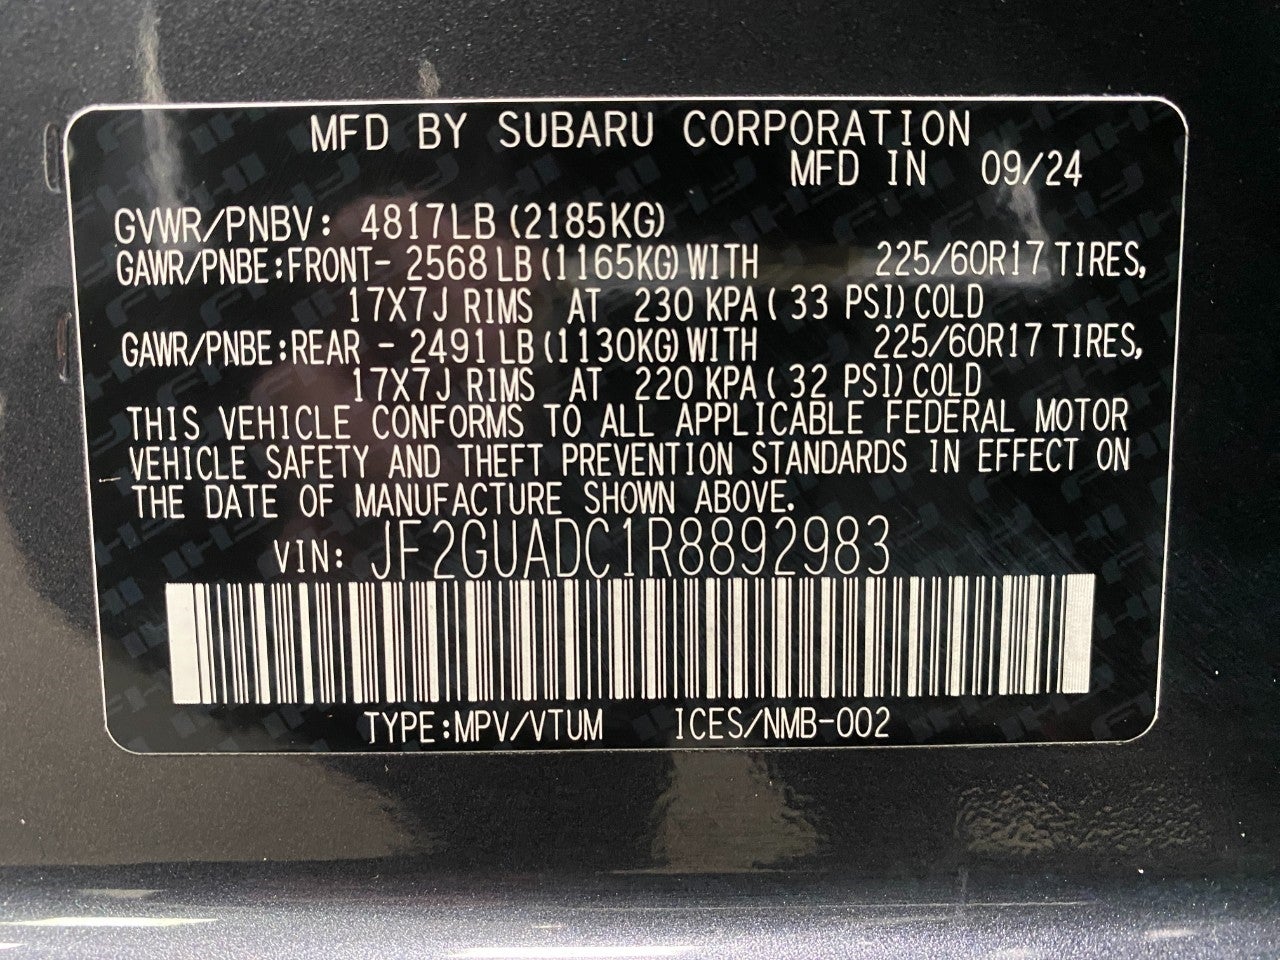 MFD BY SUBARU CORPORATION
MFD IN 09/24
GVWR/PNBV: 4817LB (2185KG)
GAWR/PNBE:FRONT- 2568 LB (1165KG) WITH 225/60R17 TIRES,
17X7J RIMS AT 230 KPA ( 33 PSI) COLD
GAWR/PNBE:REAR - 2491 LB (1130KG) WITH 225/60R17 TIRES,
17X7J RIMS AT 220 KPA ( 32 PSI) COLD
THIS VEHICLE CONFORMS TO ALL APPLICABLE FEDERAL MOTOR
VEHICLE SAFETY AND THEFT PREVENTION STANDARDS IN EFFECT ON
THE DATE OF MANUFACTURE SHOWN ABOVE.
VIN: JF2GUADC1R8892983
TYPE:MPV/VTUM ICES/NMB-002